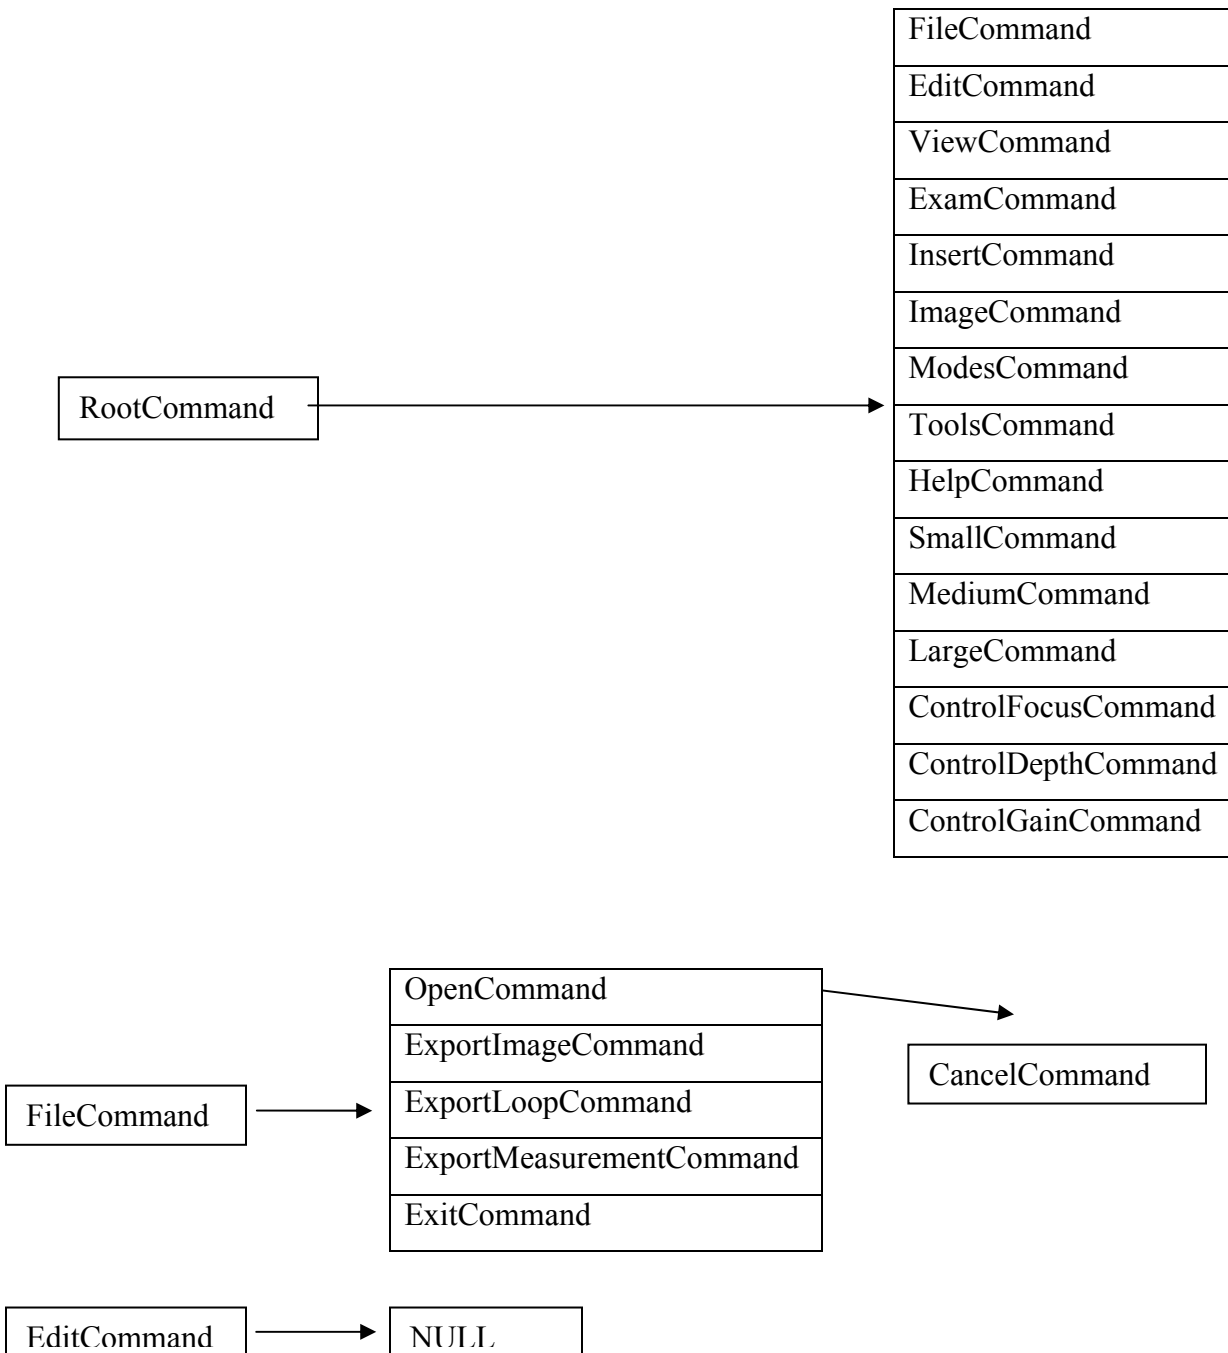 FileCommand
EditCommand
ViewCommand
ExamCommand
InsertCommand
ImageCommand
ModesCommand
RootCommand
ToolsCommand
HelpCommand
SmallCommand
MediumCommand
LargeCommand
ControlFocusCommand
ControlDepthCommand
ControlGainCommand
OpenCommand
ExportImageCommand
CancelCommand
FileCommand
ExportLoopCommand
ExportMeasurementCommand
ExitCommand
EditCommand
NULL